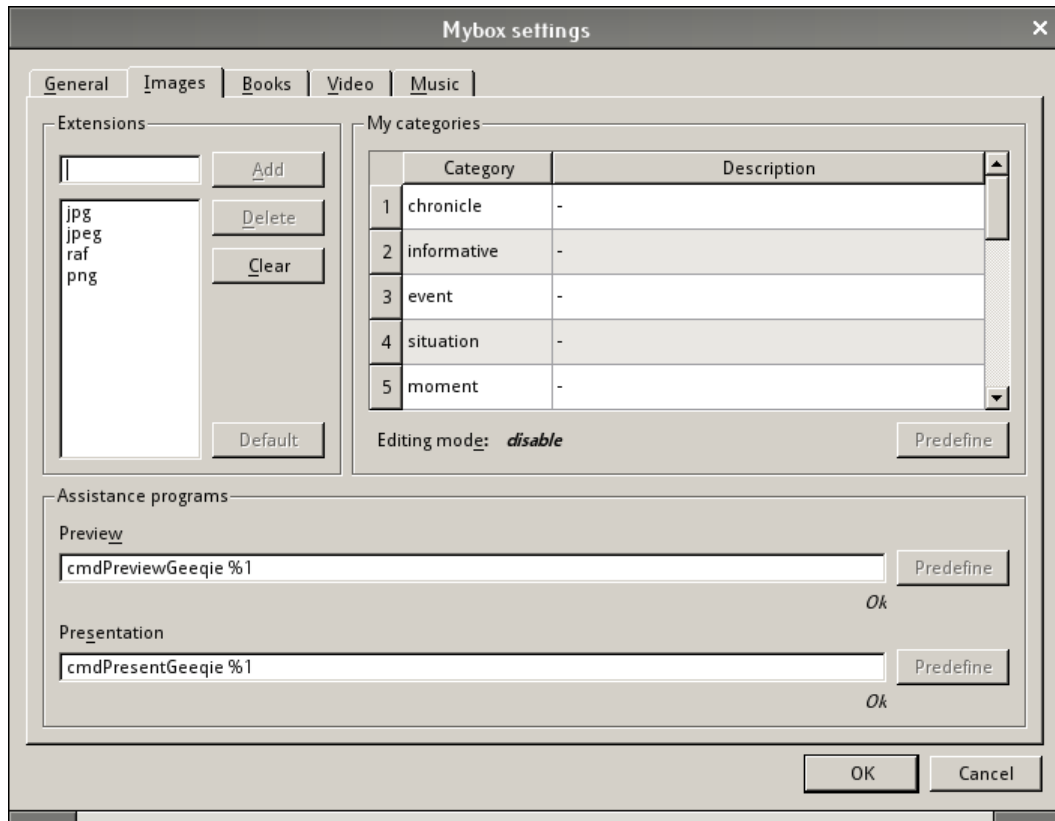 Mybox settings
General Images Books Video Music
Extensions
Add
jpg
jpeg
raf
png
Delete
Clear
Default
My categories
Category Description
1 chronicle -
2 informative -
3 event -
4 situation -
5 moment -
Editing mode: disable Predefine
Assistance programs
Preview
cmdPreviewGeeqie %1 Predefine
Ok
Presentation
cmdPresentGeeqie %1 Predefine
Ok
OK Cancel